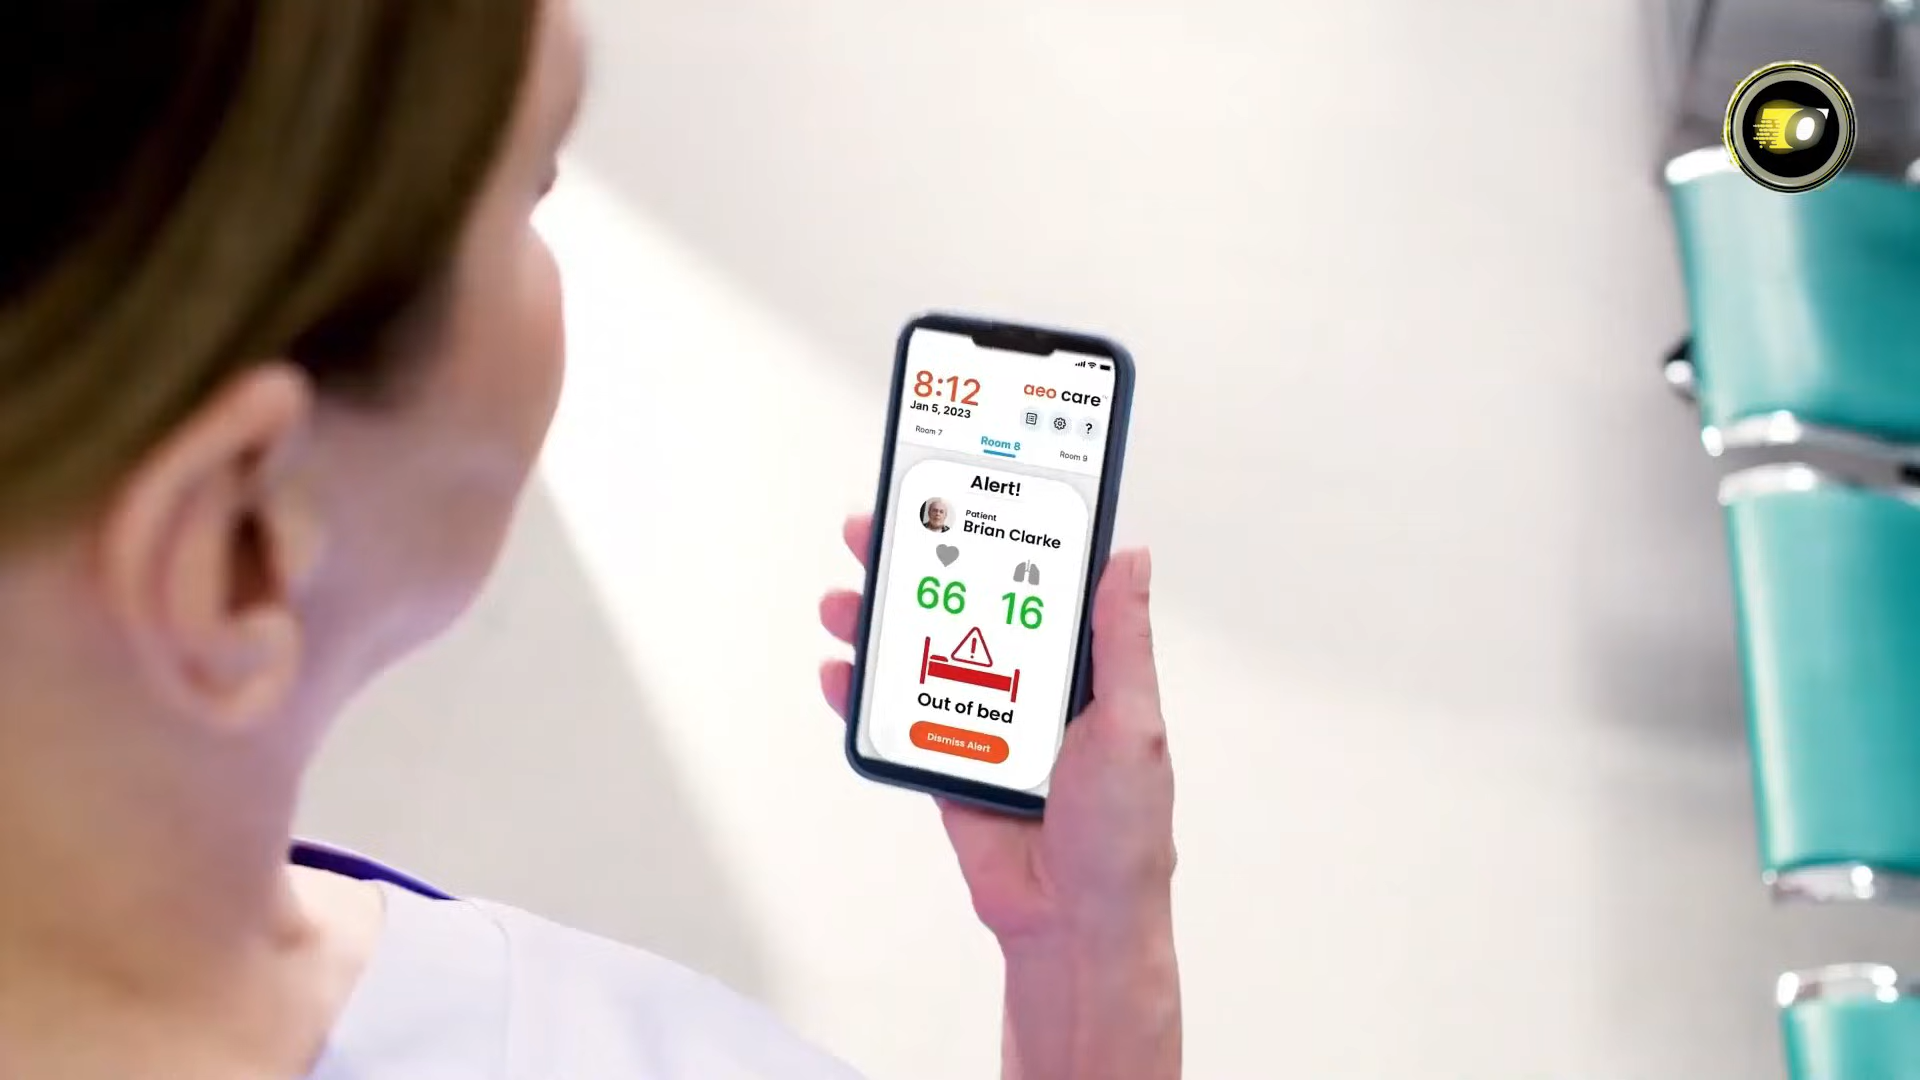 8:12
Jan 5, 2023
aeo care™
?
Room 7
Room 8
Room 9
Alert!
Patient
Brian Clarke
66
16
Out of bed
Dismiss Alert